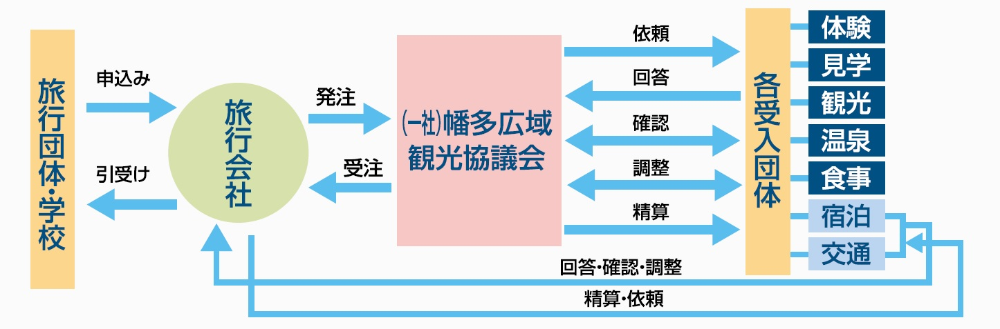 旅行団体・学校
申込み
引受け
旅行会社
発注
受注
(一社)幡多広域
観光協議会
依頼
回答
確認
調整
精算
各受入団体
体験
見学
観光
温泉
食事
宿泊
交通
回答・確認・調整
精算・依頼